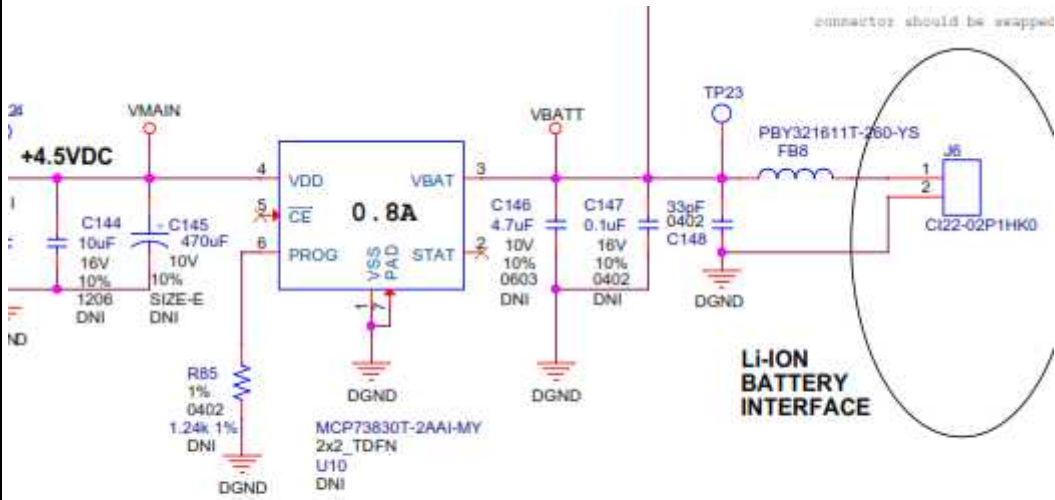 connector should be swapped
24
VMAIN
+4.5VDC
C144
10uF
16V
10%
1206
DNI
C145
470uF
10V
10%
SIZE-E
DNI
ND
4
VDD
5
CE
6
PROG
0.8A
VBAT
3
STAT
2
VSS
PAD
1
7
DGND
R85
1%
0402
1.24k 1%
DNI
DGND
MCP73830T-2AAI-MY
2x2_TDFN
U10
DNI
VBATT
C146
4.7uF
10V
10%
0603
DNI
DGND
C147
0.1uF
16V
10%
0402
DNI
TP23
33pF
0402
C148
DGND
PBY321611T-260-YS
FB8
J6
1
2
CI22-02P1HK0
Li-ION
BATTERY
INTERFACE